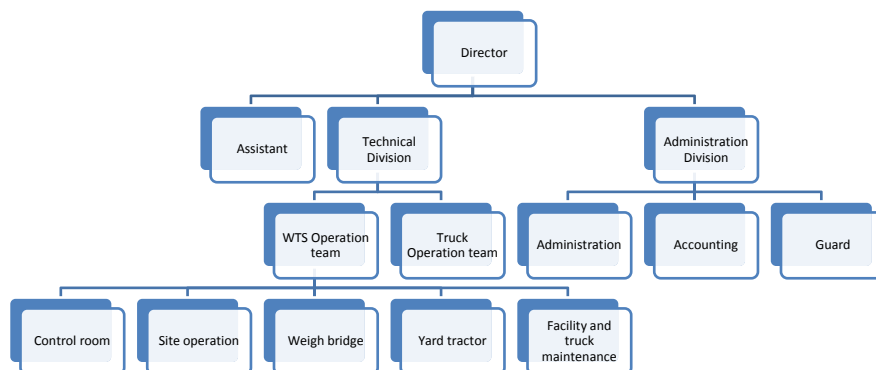 Director
Assistant
Technical
Division
Administration
Division
WTS Operation
team
Truck
Operation team
Administration
Accounting
Guard
Control room
Site operation
Weigh bridge
Yard tractor
Facility and
truck
maintenance